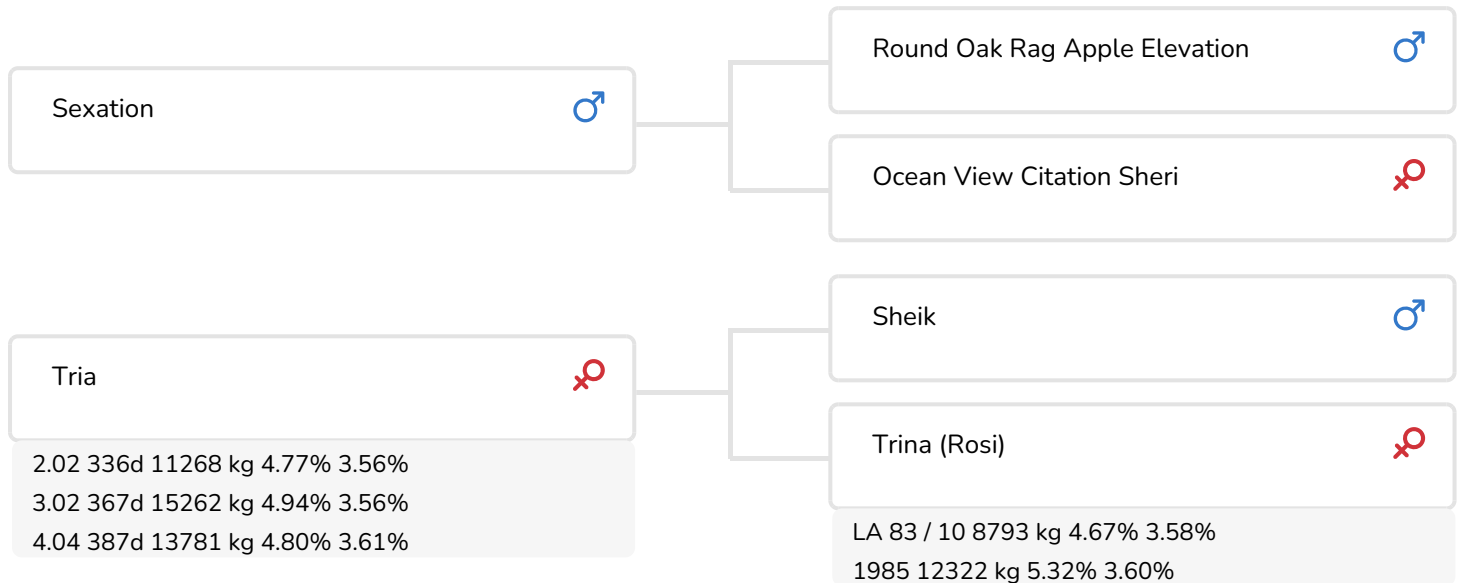 Round Oak Rag Apple Elevation
Sexation
Ocean View Citation Sheri
Sheik
Tria
Trina (Rosi)
2.02 336d 11268 kg 4.77% 3.56%
3.02 367d 15262 kg 4.94% 3.56%
4.04 387d 13781 kg 4.80% 3.61%
LA 83 / 10 8793 kg 4.67% 3.58%
1985 12322 kg 5.32% 3.60%